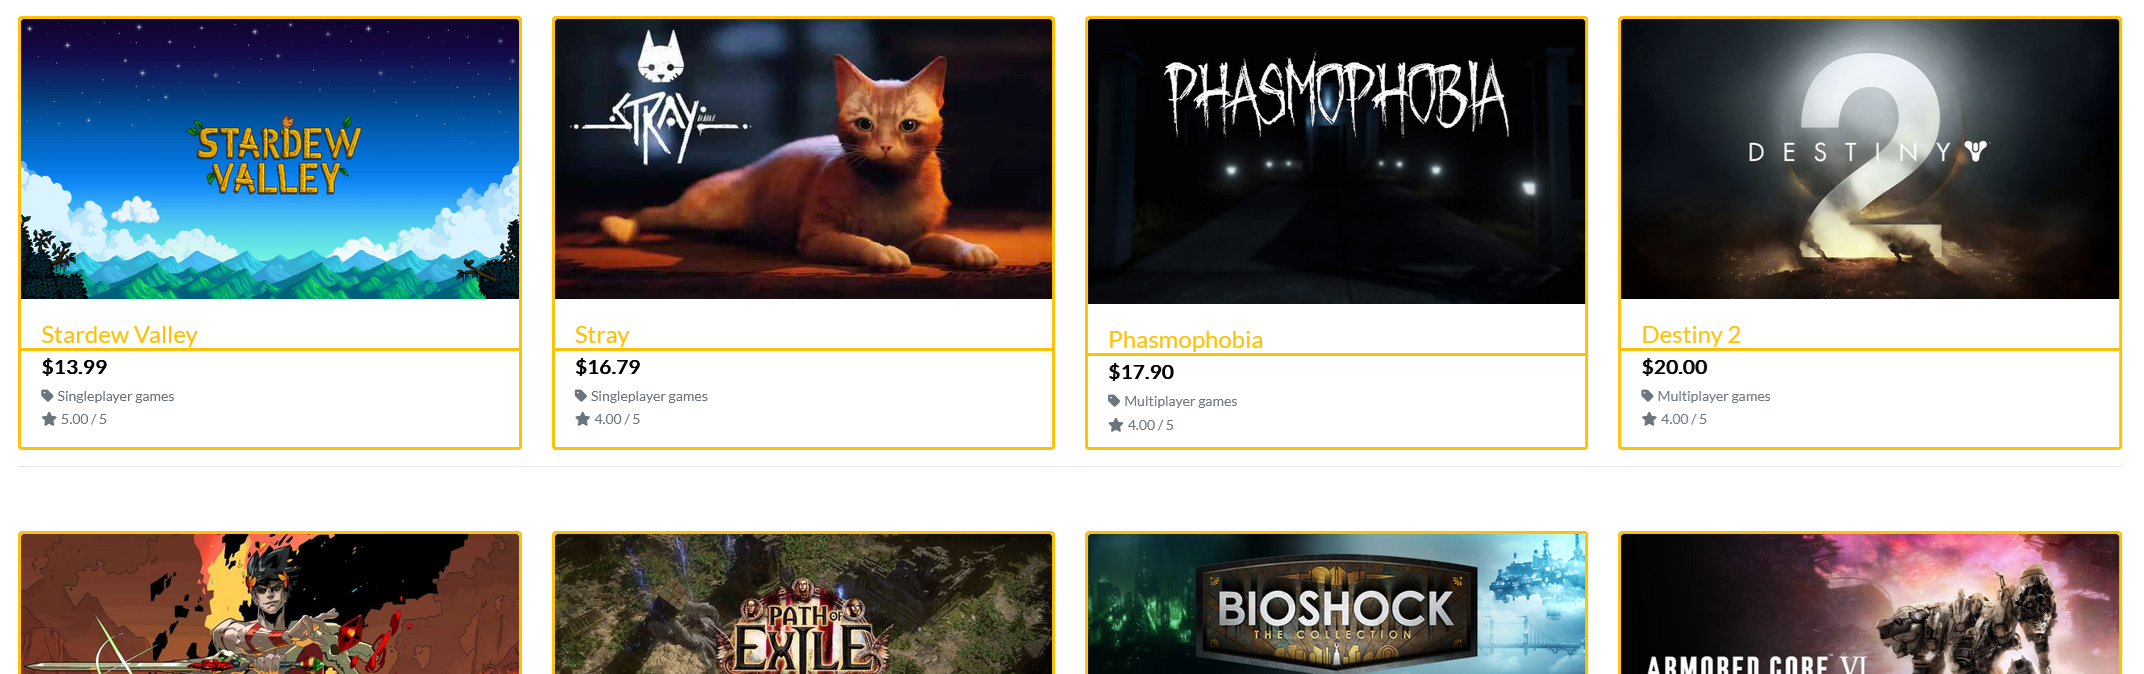 STARDEW
VALLEY
Stardew Valley
$13.99
Singleplayer games
5.00 / 5
STRAY
Stray
$16.79
Singleplayer games
4.00 / 5
PHASMOPHOBIA
Phasmophobia
$17.90
Multiplayer games
4.00 / 5
2
DESTINY
Destiny 2
$20.00
Multiplayer games
4.00 / 5
PATH OF
EXILE
BIOSHOCK
THE COLLECTION
ARMORED CORE VI